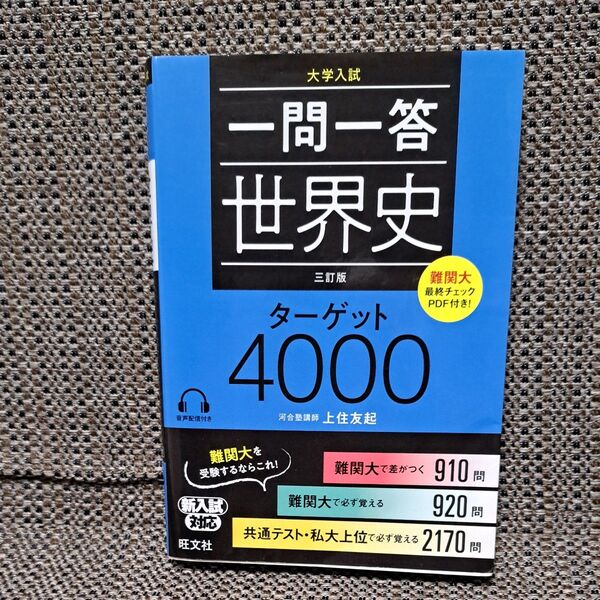 大学入試
一問一答
世界史
三訂版
難関大
最終チェック
PDF付き!
ターゲット
4000
音声配信付き
河合塾講師 上住友起
難関大を
受験するならこれ!
難関大で差がつく 910問
難関大で必ず覚える 920問
共通テスト・私大上位で必ず覚える 2170問
新入試
対応
旺文社